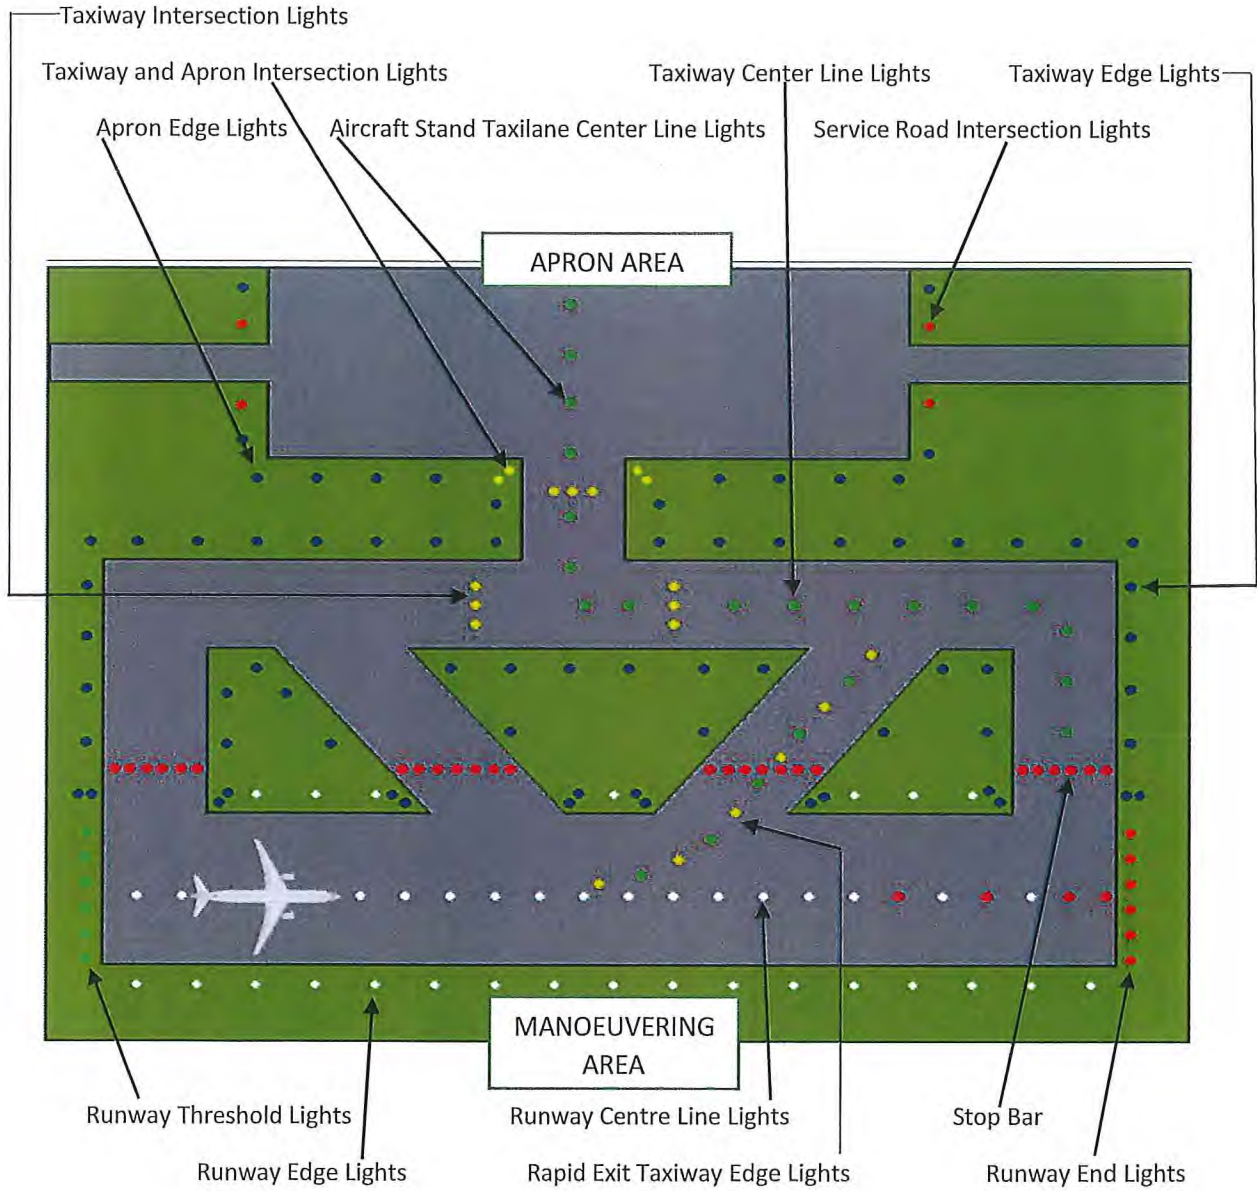 Taxiway Intersection Lights
Taxiway and Apron Intersection Lights
Taxiway Center Line Lights
Taxiway Edge Lights
Apron Edge Lights
Aircraft Stand Taxilane Center Line Lights
Service Road Intersection Lights
APRON AREA
MANOEUVERING
AREA
Runway Threshold Lights
Runway Centre Line Lights
Stop Bar
Runway Edge Lights
Rapid Exit Taxiway Edge Lights
Runway End Lights